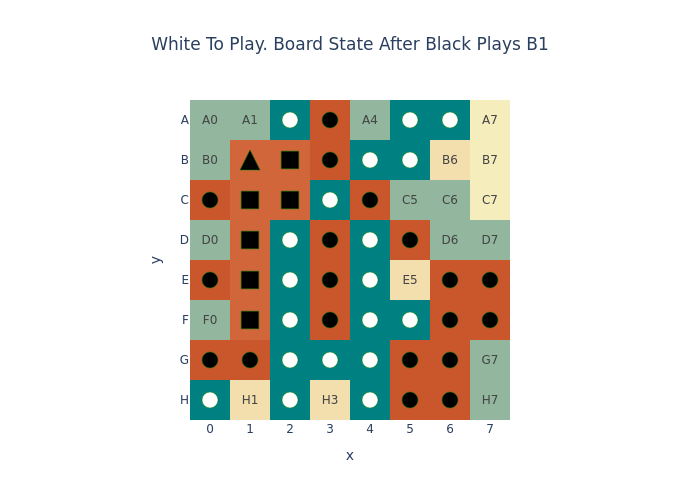 White To Play. Board State After Black Plays B1
A A0 A1 A4 A7
B B0 B6 B7
C C5 C6 C7
D D0 D6 D7
E E5
F F0
G G7
H H1 H3 H7
0 1 2 3 4 5 6 7
x
y